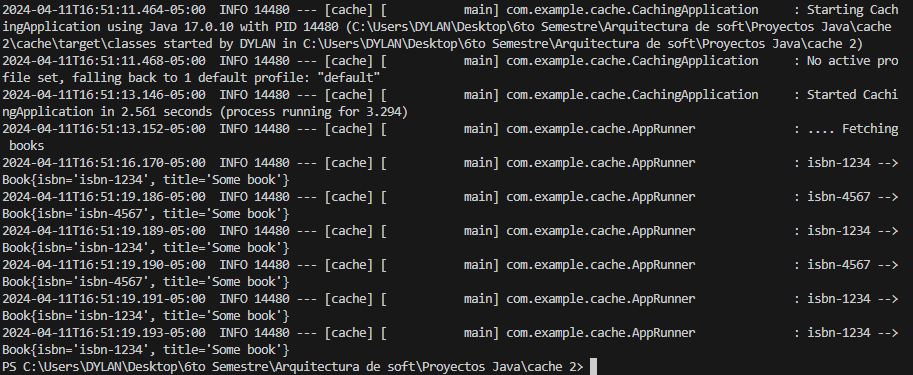 2024-04-11T16:51:11.464-05:00  INFO 14480 --- [cache] [           main] com.example.cache.CachingApplication     : Starting Cach
ingApplication using Java 17.0.10 with PID 14480 (C:\Users\DYLAN\Desktop\6to Semestre\Arquitectura de soft\Proyectos Java\cache
2\cache\target\classes started by DYLAN in C:\Users\DYLAN\Desktop\6to Semestre\Arquitectura de soft\Proyectos Java\cache 2)
2024-04-11T16:51:11.468-05:00  INFO 14480 --- [cache] [           main] com.example.cache.CachingApplication     : No active pro
file set, falling back to 1 default profile: "default"
2024-04-11T16:51:13.146-05:00  INFO 14480 --- [cache] [           main] com.example.cache.CachingApplication     : Started Cachi
ngApplication in 2.561 seconds (process running for 3.294)
2024-04-11T16:51:13.152-05:00  INFO 14480 --- [cache] [           main] com.example.cache.AppRunner              : .... Fetching
 books
2024-04-11T16:51:16.170-05:00  INFO 14480 --- [cache] [           main] com.example.cache.AppRunner              : isbn-1234 -->
Book{isbn='isbn-1234', title='Some book'}
2024-04-11T16:51:19.186-05:00  INFO 14480 --- [cache] [           main] com.example.cache.AppRunner              : isbn-4567 -->
Book{isbn='isbn-4567', title='Some book'}
2024-04-11T16:51:19.189-05:00  INFO 14480 --- [cache] [           main] com.example.cache.AppRunner              : isbn-1234 -->
Book{isbn='isbn-1234', title='Some book'}
2024-04-11T16:51:19.190-05:00  INFO 14480 --- [cache] [           main] com.example.cache.AppRunner              : isbn-4567 -->
Book{isbn='isbn-4567', title='Some book'}
2024-04-11T16:51:19.191-05:00  INFO 14480 --- [cache] [           main] com.example.cache.AppRunner              : isbn-1234 -->
Book{isbn='isbn-1234', title='Some book'}
2024-04-11T16:51:19.193-05:00  INFO 14480 --- [cache] [           main] com.example.cache.AppRunner              : isbn-1234 -->
Book{isbn='isbn-1234', title='Some book'}
PS C:\Users\DYLAN\Desktop\6to Semestre\Arquitectura de soft\Proyectos Java\cache 2>